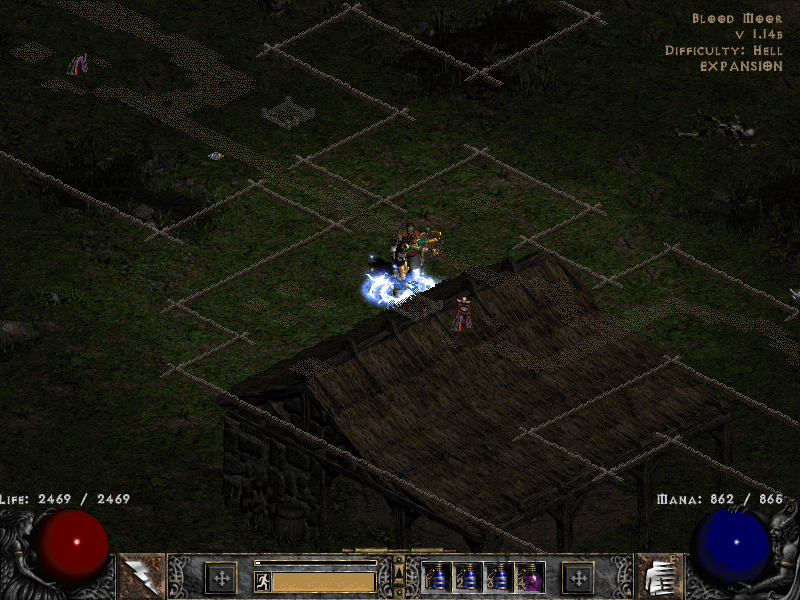 Blood Moor
v 1.14b
Difficulty: Hell
EXPANSION
Life: 2469 / 2469
Mana: 862 / 866